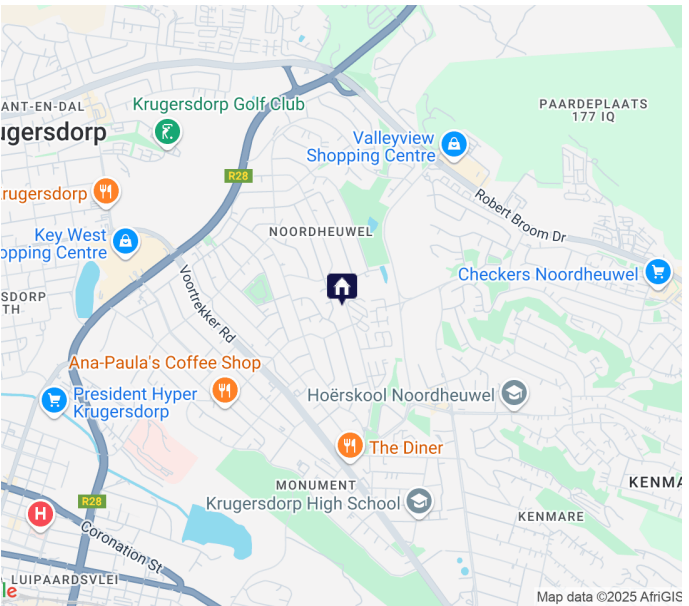 ANT-EN-DAL
Krugersdorp Golf Club
ugersdorp
PAARDEPLAATS
177 IQ
Valleyview
Shopping Centre
R28
rugersdorp
Robert Broom Dr
NOORDHEUWEL
Key West
opping Centre
Checkers Noordheuwel
SDORP
TH
Voortrekker Rd
Ana-Paula's Coffee Shop
President Hyper
Krugersdorp
Hoërskool Noordheuwel
The Diner
MONUMENT
Krugersdorp High School
KENMA
R28
H
KENMARE
Coronation St
LUIPAARDSVLEI
le
Map data ©2025 AfriGIS